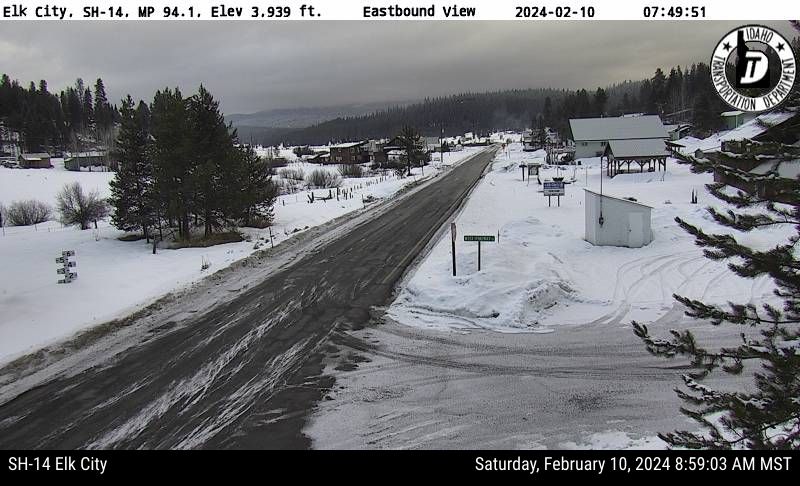 Elk City, SH-14, MP 94.1, Elev 3,939 ft. Eastbound View 2024-02-10 07:49:51
IDAHO
TRANSPORTATION DEPARTMENT
SH-14 Elk City Saturday, February 10, 2024 8:59:03 AM MST